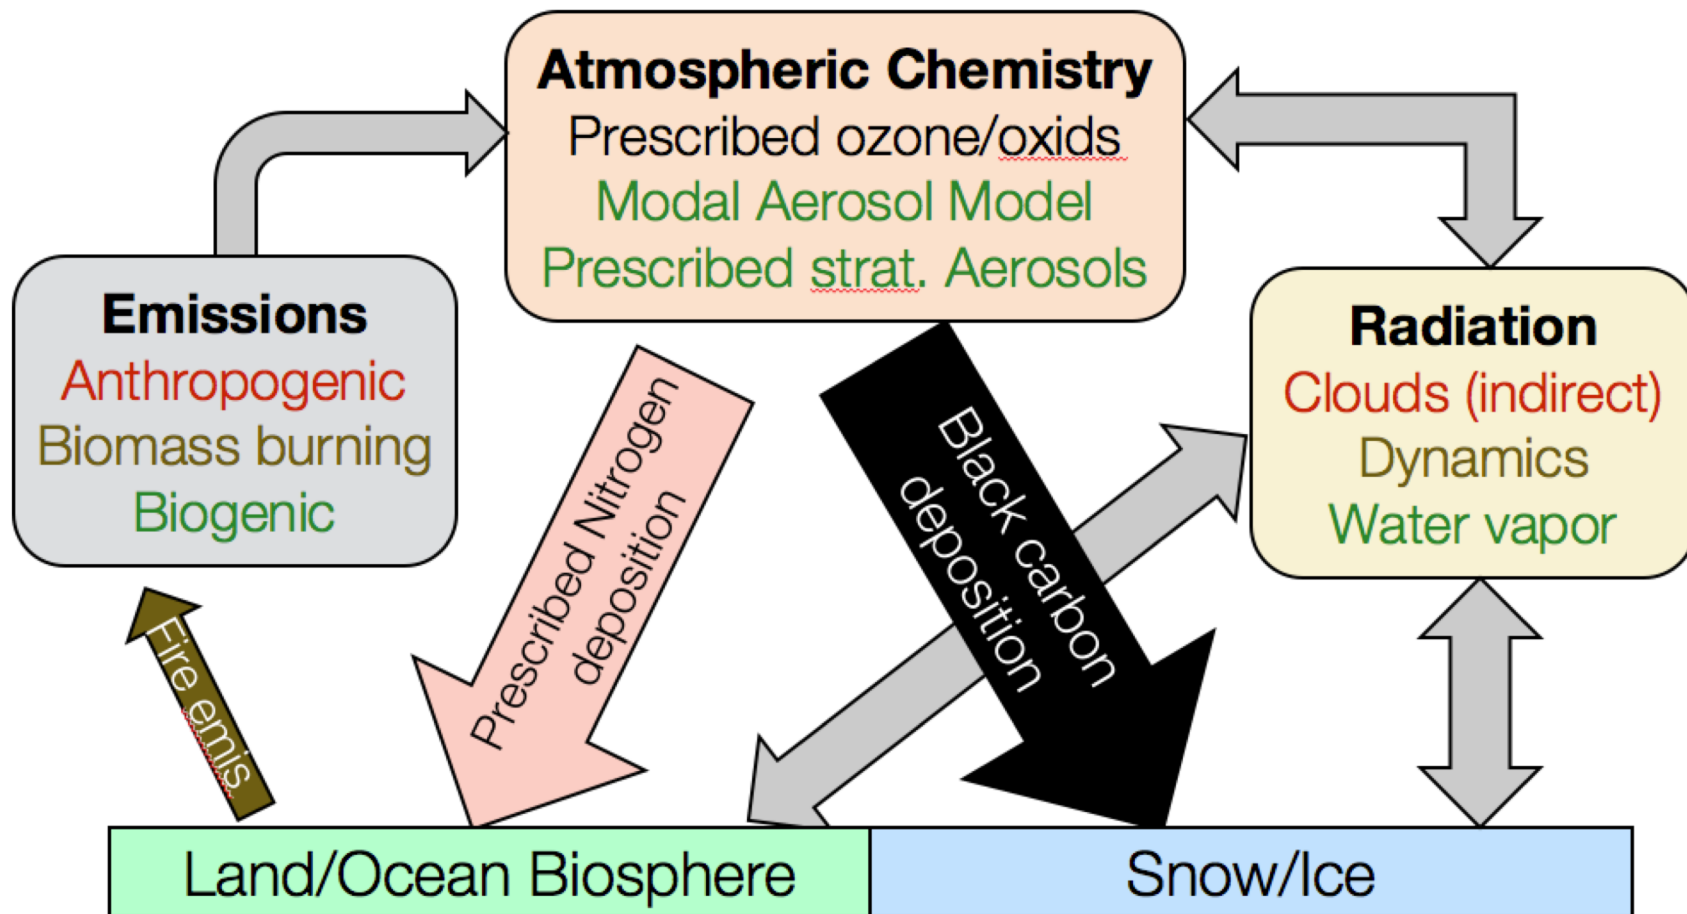 Atmospheric Chemistry
Prescribed ozone/oxids
Modal Aerosol Model
Prescribed strat. Aerosols
Emissions
Anthropogenic
Biomass burning
Biogenic
Radiation
Clouds (indirect)
Dynamics
Water vapor
Fire emis.
Prescribed Nitrogen
deposition
Black carbon
deposition
Land/Ocean Biosphere
Snow/Ice